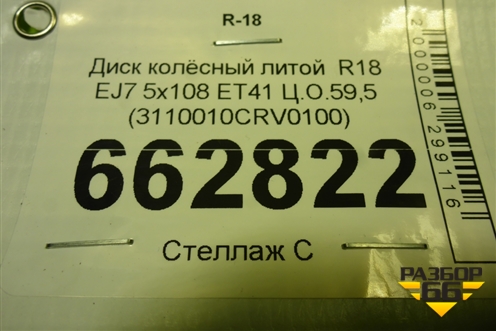 R-18
Диск колёсный литой R18
EJ7 5x108 ET41 Ц.О.59,5
(3110010CRV0100)
662822
Стеллаж С
2000006299116
РАЗБОР
66